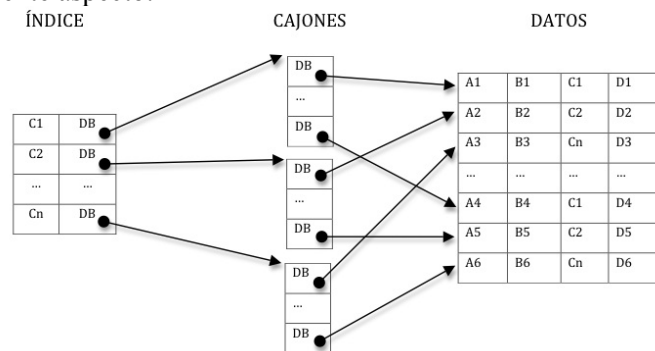 ÍNDICE CAJONES DATOS
C1 DB
C2 DB
... ...
Cn DB
DB
...
DB
DB
...
DB
DB
...
DB
A1 B1 C1 D1
A2 B2 C2 D2
A3 B3 Cn D3
... ... ... ...
A4 B4 C1 D4
A5 B5 C2 D5
A6 B6 Cn D6